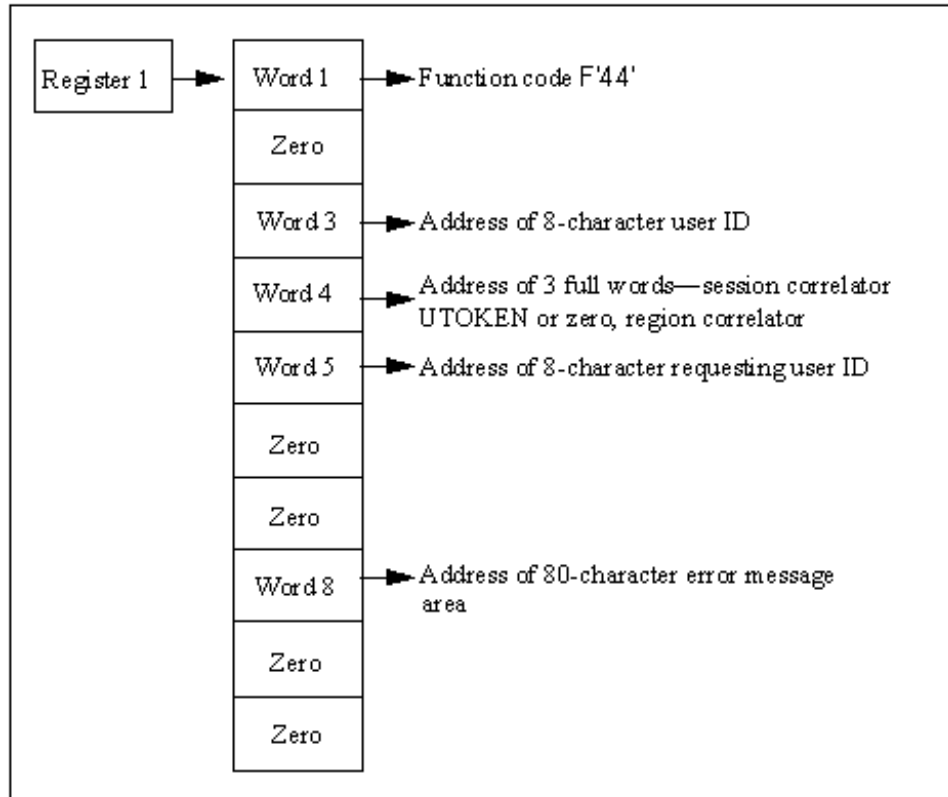 Register 1
Word 1
Function code F'44'
Zero
Word 3
Address of 8-character user ID
Word 4
Address of 3 full words—session correlator
UTOKEN or zero, region correlator
Word 5
Address of 8-character requesting user ID
Zero
Zero
Word 8
Address of 80-character error message
area
Zero
Zero